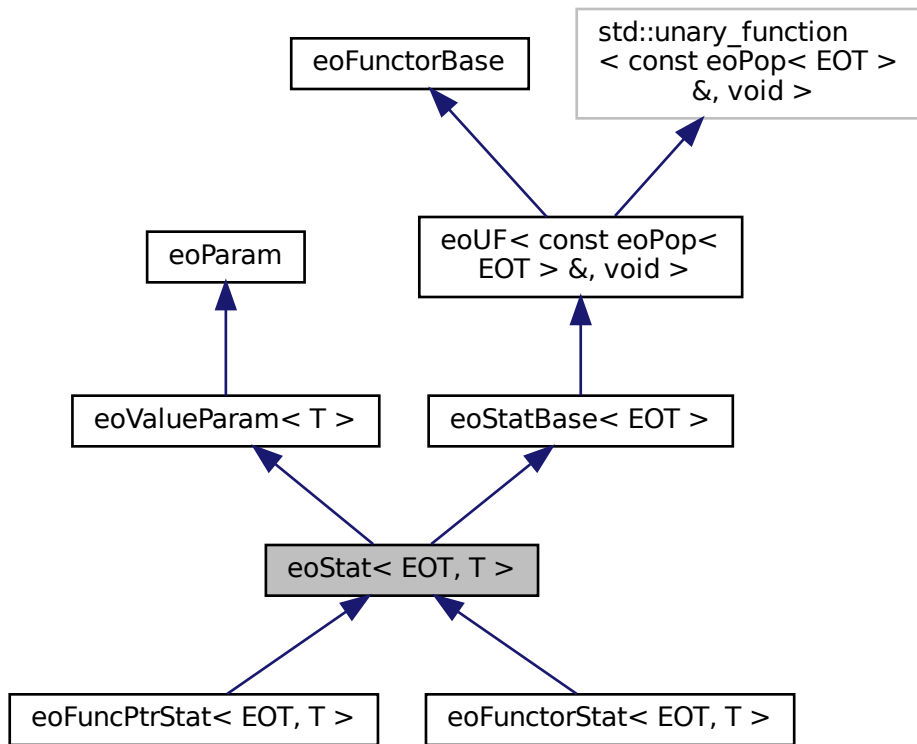 std::unary_function
< const eoPop< EOT >
&, void >
eoFunctorBase
eoUF< const eoPop<
EOT > &, void >
eoParam
eoValueParam< T >
eoStatBase< EOT >
eoStat< EOT, T >
eoFuncPtrStat< EOT, T >
eoFunctorStat< EOT, T >